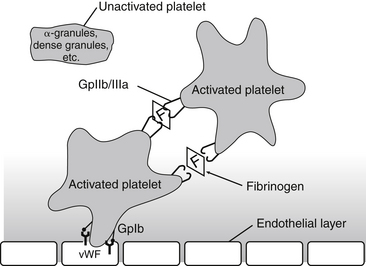 Unactivated platelet
α-granules,
dense granules,
etc.
GpIIb/IIIa
F
Activated platelet
F
Activated platelet
Fibrinogen
GpIb
Endothelial layer
vWF